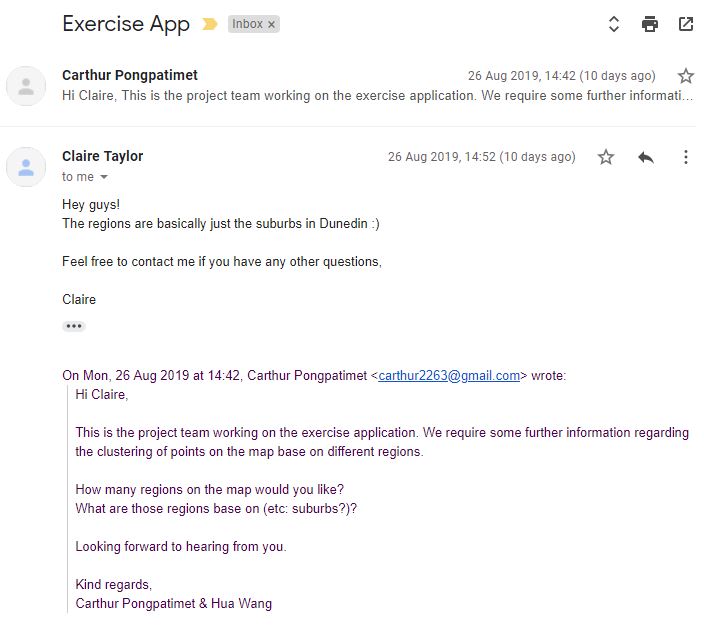 Exercise App Inbox ×
Carthur Pongpatimet 26 Aug 2019, 14:42 (10 days ago)
Hi Claire, This is the project team working on the exercise application. We require some further informati...
Claire Taylor 26 Aug 2019, 14:52 (10 days ago)
to me
Hey guys!
The regions are basically just the suburbs in Dunedin :)
Feel free to contact me if you have any other questions,
Claire
On Mon, 26 Aug 2019 at 14:42, Carthur Pongpatimet <carthur2263@gmail.com> wrote:
Hi Claire,
This is the project team working on the exercise application. We require some further information regarding
the clustering of points on the map base on different regions.
How many regions on the map would you like?
What are those regions base on (etc: suburbs?)?
Looking forward to hearing from you.
Kind regards,
Carthur Pongpatimet & Hua Wang